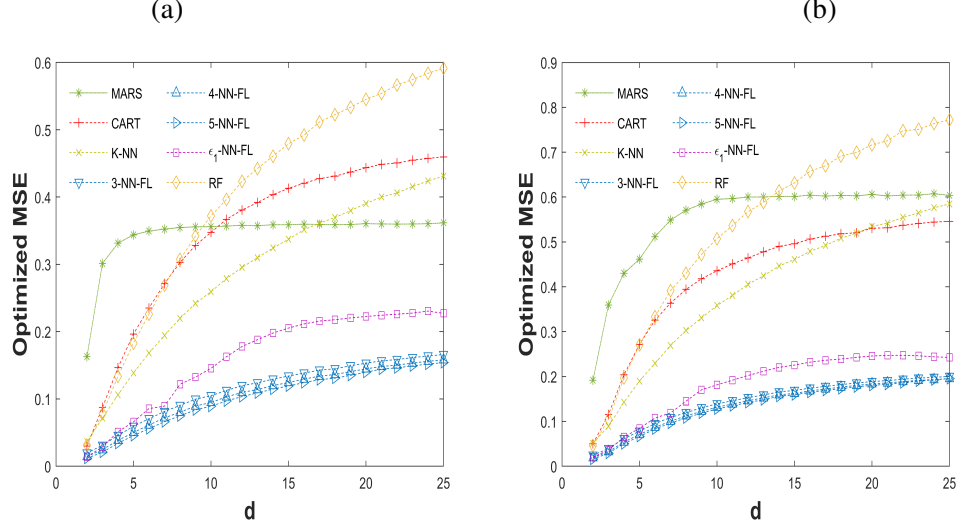 (a)
(b)
0.6
0.5
0.4
0.3
0.2
0.1
0
Optimized MSE
MARS
CART
K-NN
3-NN-FL
4-NN-FL
5-NN-FL
ϵ₁-NN-FL
RF
0 5 10 15 20 25
d
0.9
0.8
0.7
0.6
0.5
0.4
0.3
0.2
0.1
0
Optimized MSE
MARS
CART
K-NN
3-NN-FL
4-NN-FL
5-NN-FL
ϵ₁-NN-FL
RF
0 5 10 15 20 25
d